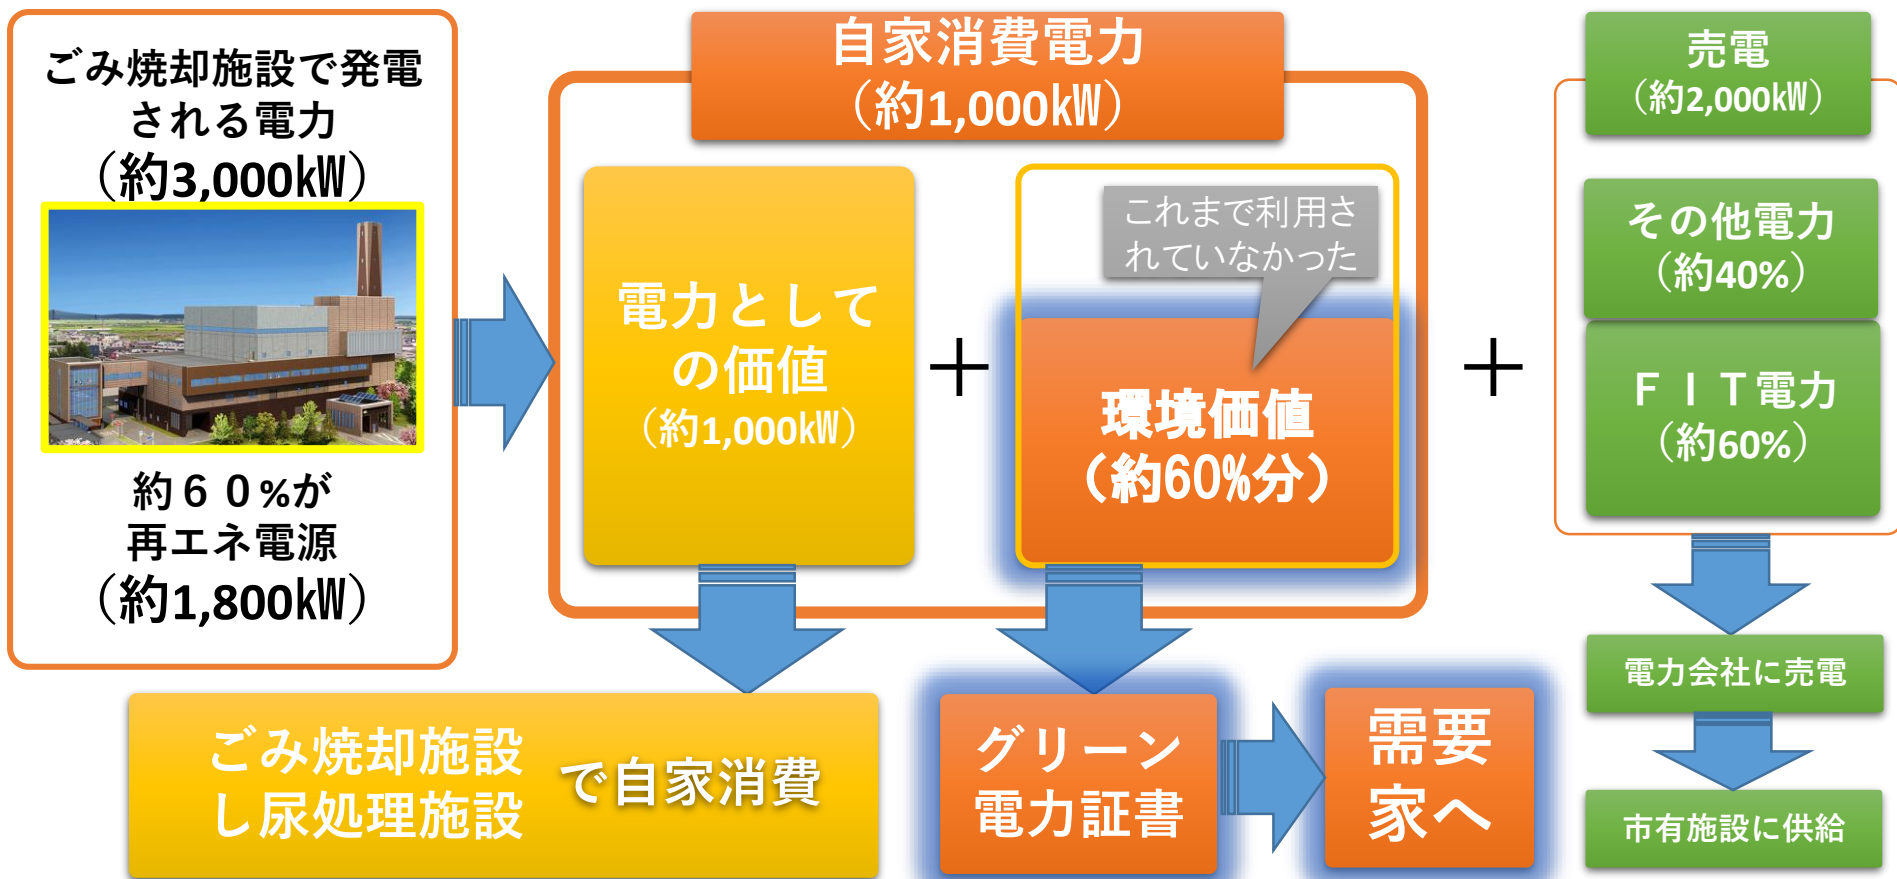 ごみ焼却施設で発電
される電力
（約3,000㎾）
約６０%が
再エネ電源
（約1,800㎾）
自家消費電力
（約1,000㎾）
電力として
の価値
（約1,000㎾）
＋
これまで利用さ
れていなかった
環境価値
（約60%分）
＋
売電
（約2,000㎾）
その他電力
（約40%）
ＦＩＴ電力
（約60%）
ごみ焼却施設
し尿処理施設
で自家消費
グリーン
電力証書
需要
家へ
電力会社に売電
市有施設に供給